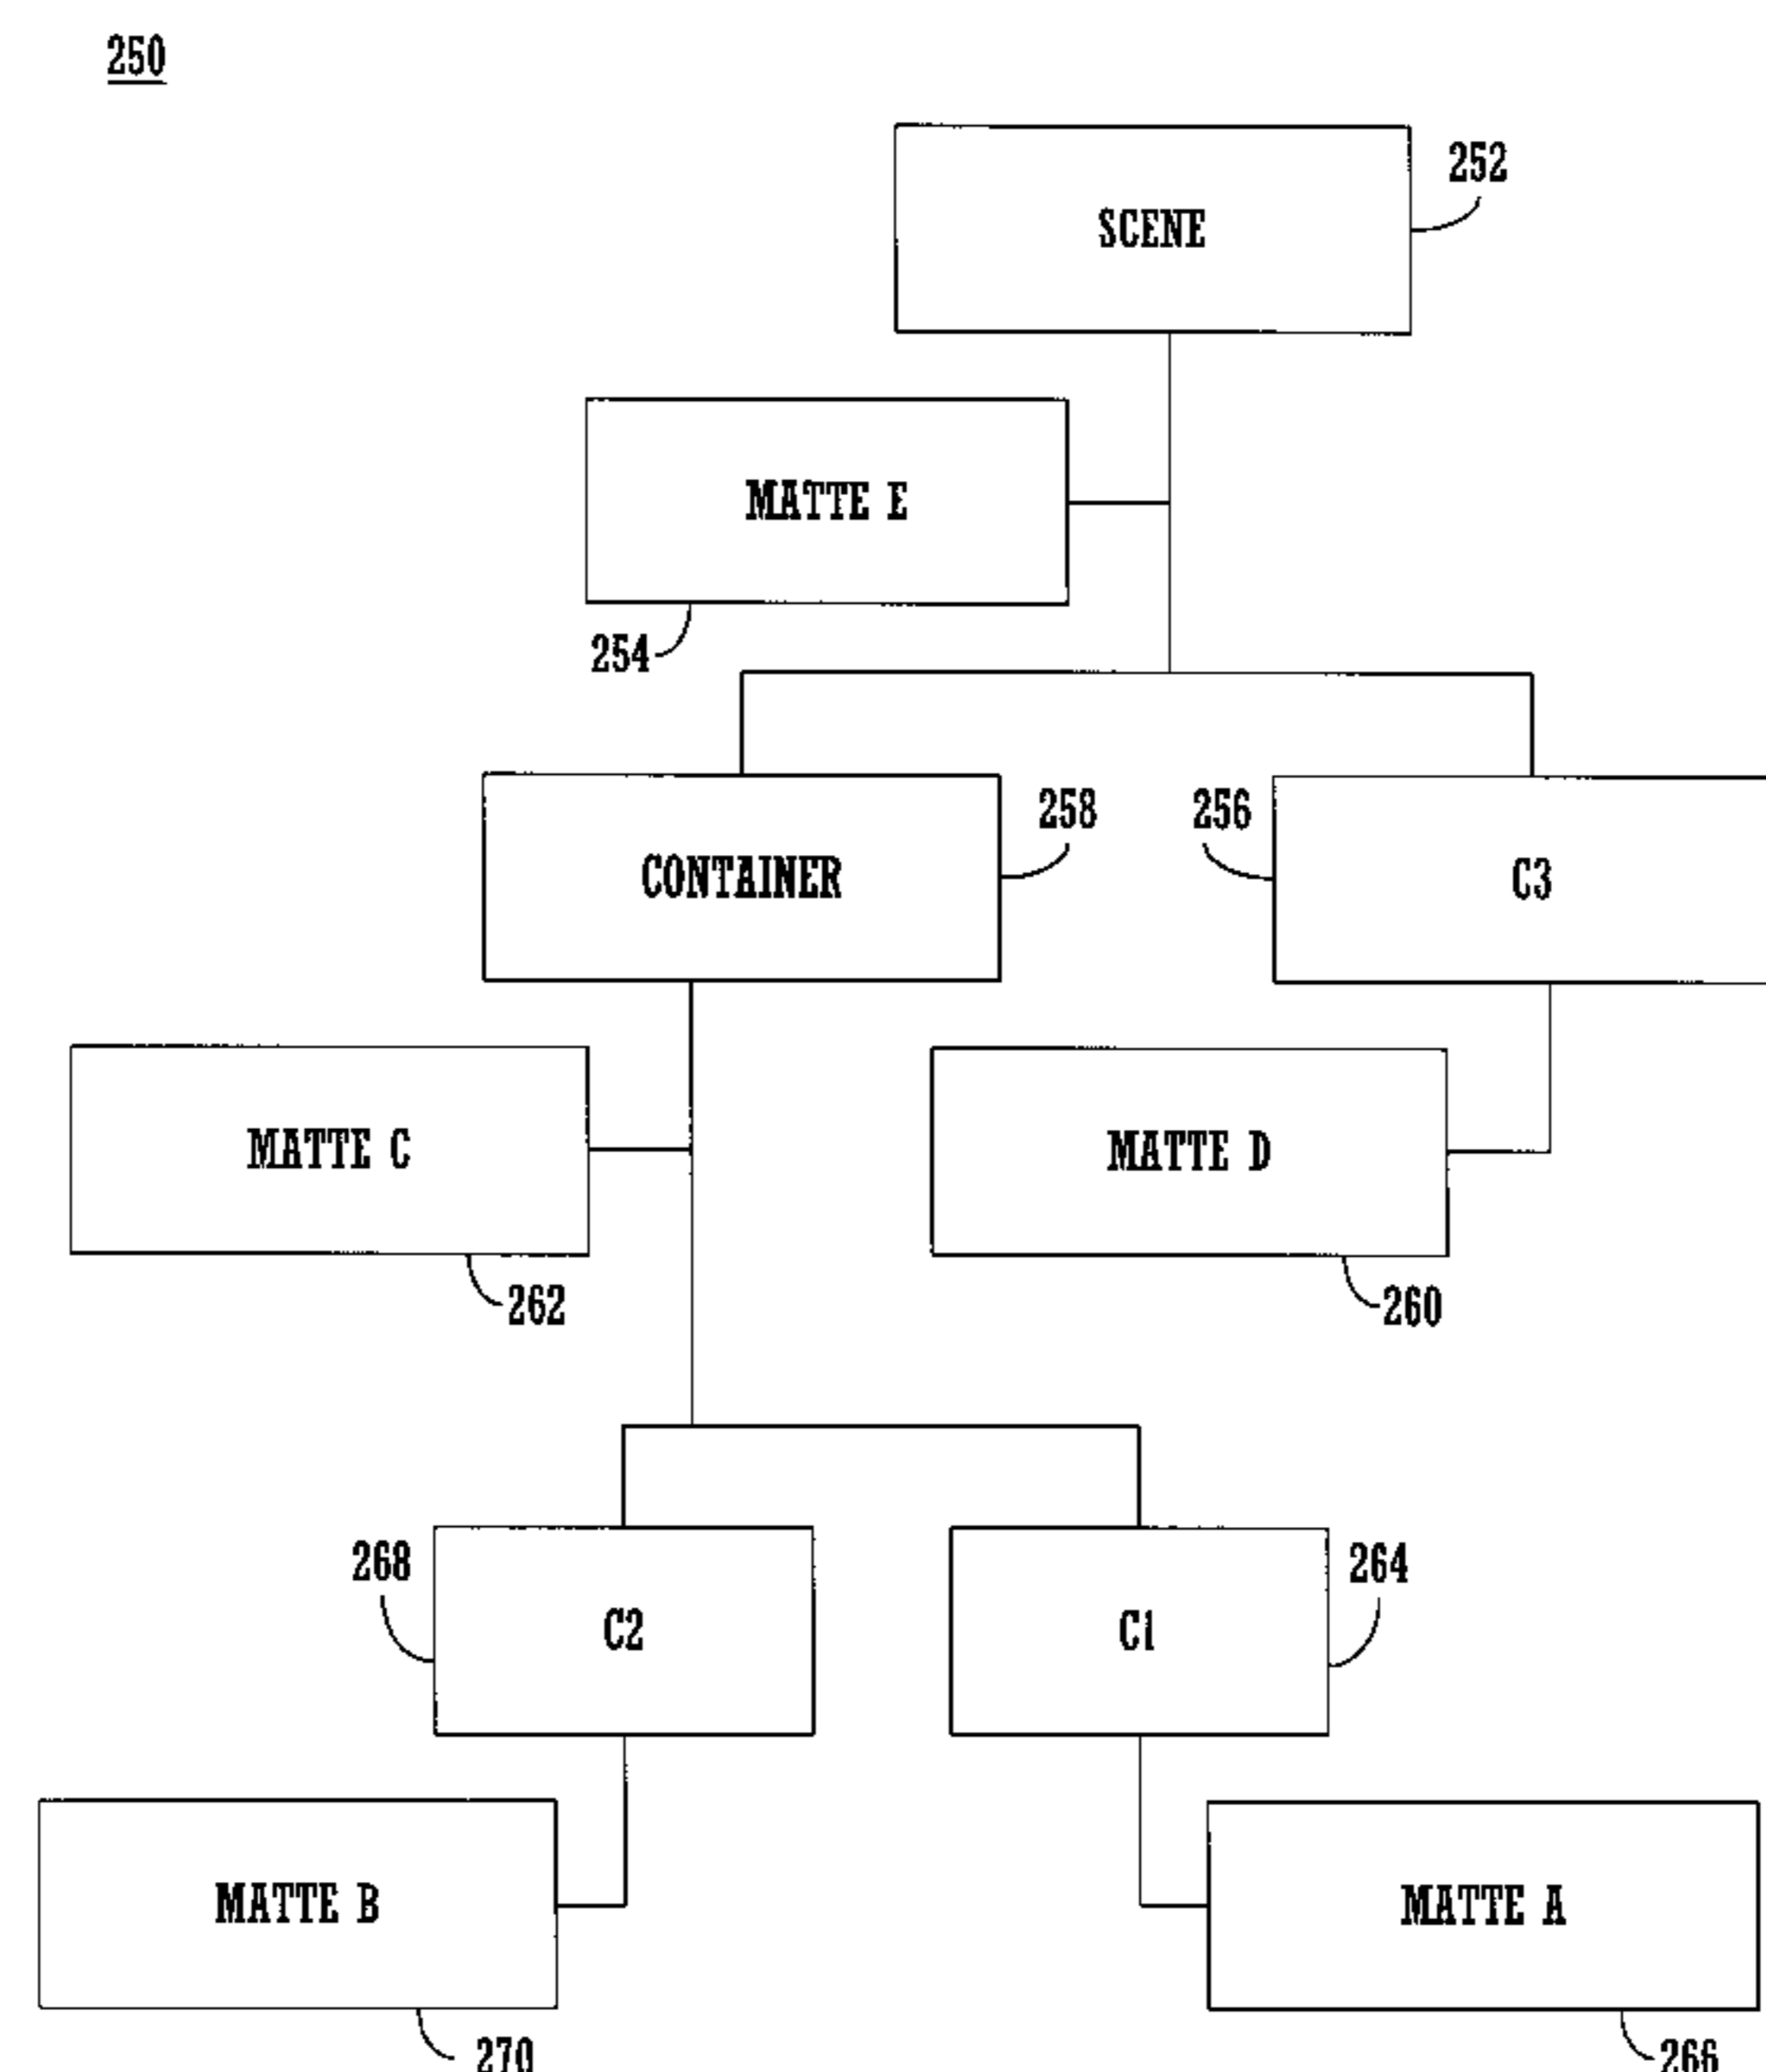 250
SCENE
252
MATTE E
254
CONTAINER
258
256
C3
MATTE C
262
MATTE D
260
268
C2
C1
264
MATTE B
270
MATTE A
266